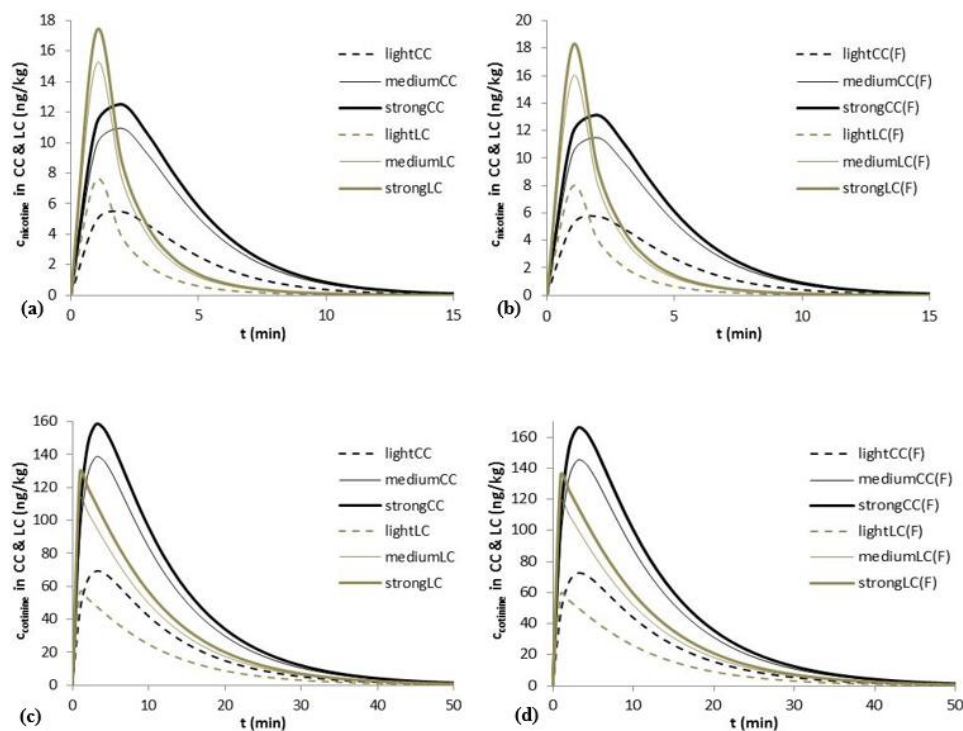 c_nicotine in CC & LC (ng/kg)
18
16
14
12
10
8
6
4
2
0
0
5
10
15
t (min)
(a)
lightCC
mediumCC
strongCC
lightLC
mediumLC
strongLC
c_nicotine in CC & LC (ng/kg)
20
18
16
14
12
10
8
6
4
2
0
0
5
10
15
t (min)
(b)
lightCC(F)
mediumCC(F)
strongCC(F)
lightLC(F)
mediumLC(F)
strongLC(F)
c_cotinine in CC & LC (ng/kg)
160
140
120
100
80
60
40
20
0
0
10
20
30
40
50
t (min)
(c)
lightCC
mediumCC
strongCC
lightLC
mediumLC
strongLC
c_cotinine in CC & LC (ng/kg)
160
140
120
100
80
60
40
20
0
0
10
20
30
40
50
t (min)
(d)
lightCC(F)
mediumCC(F)
strongCC(F)
lightLC(F)
mediumLC(F)
strongLC(F)